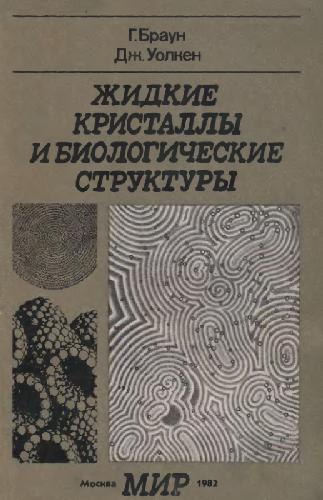 Г. Браун
Дж. Уолкен
ЖИДКИЕ
КРИСТАЛЛЫ
И БИОЛОГИЧЕСКИЕ
СТРУКТУРЫ
Москва МИР 1982